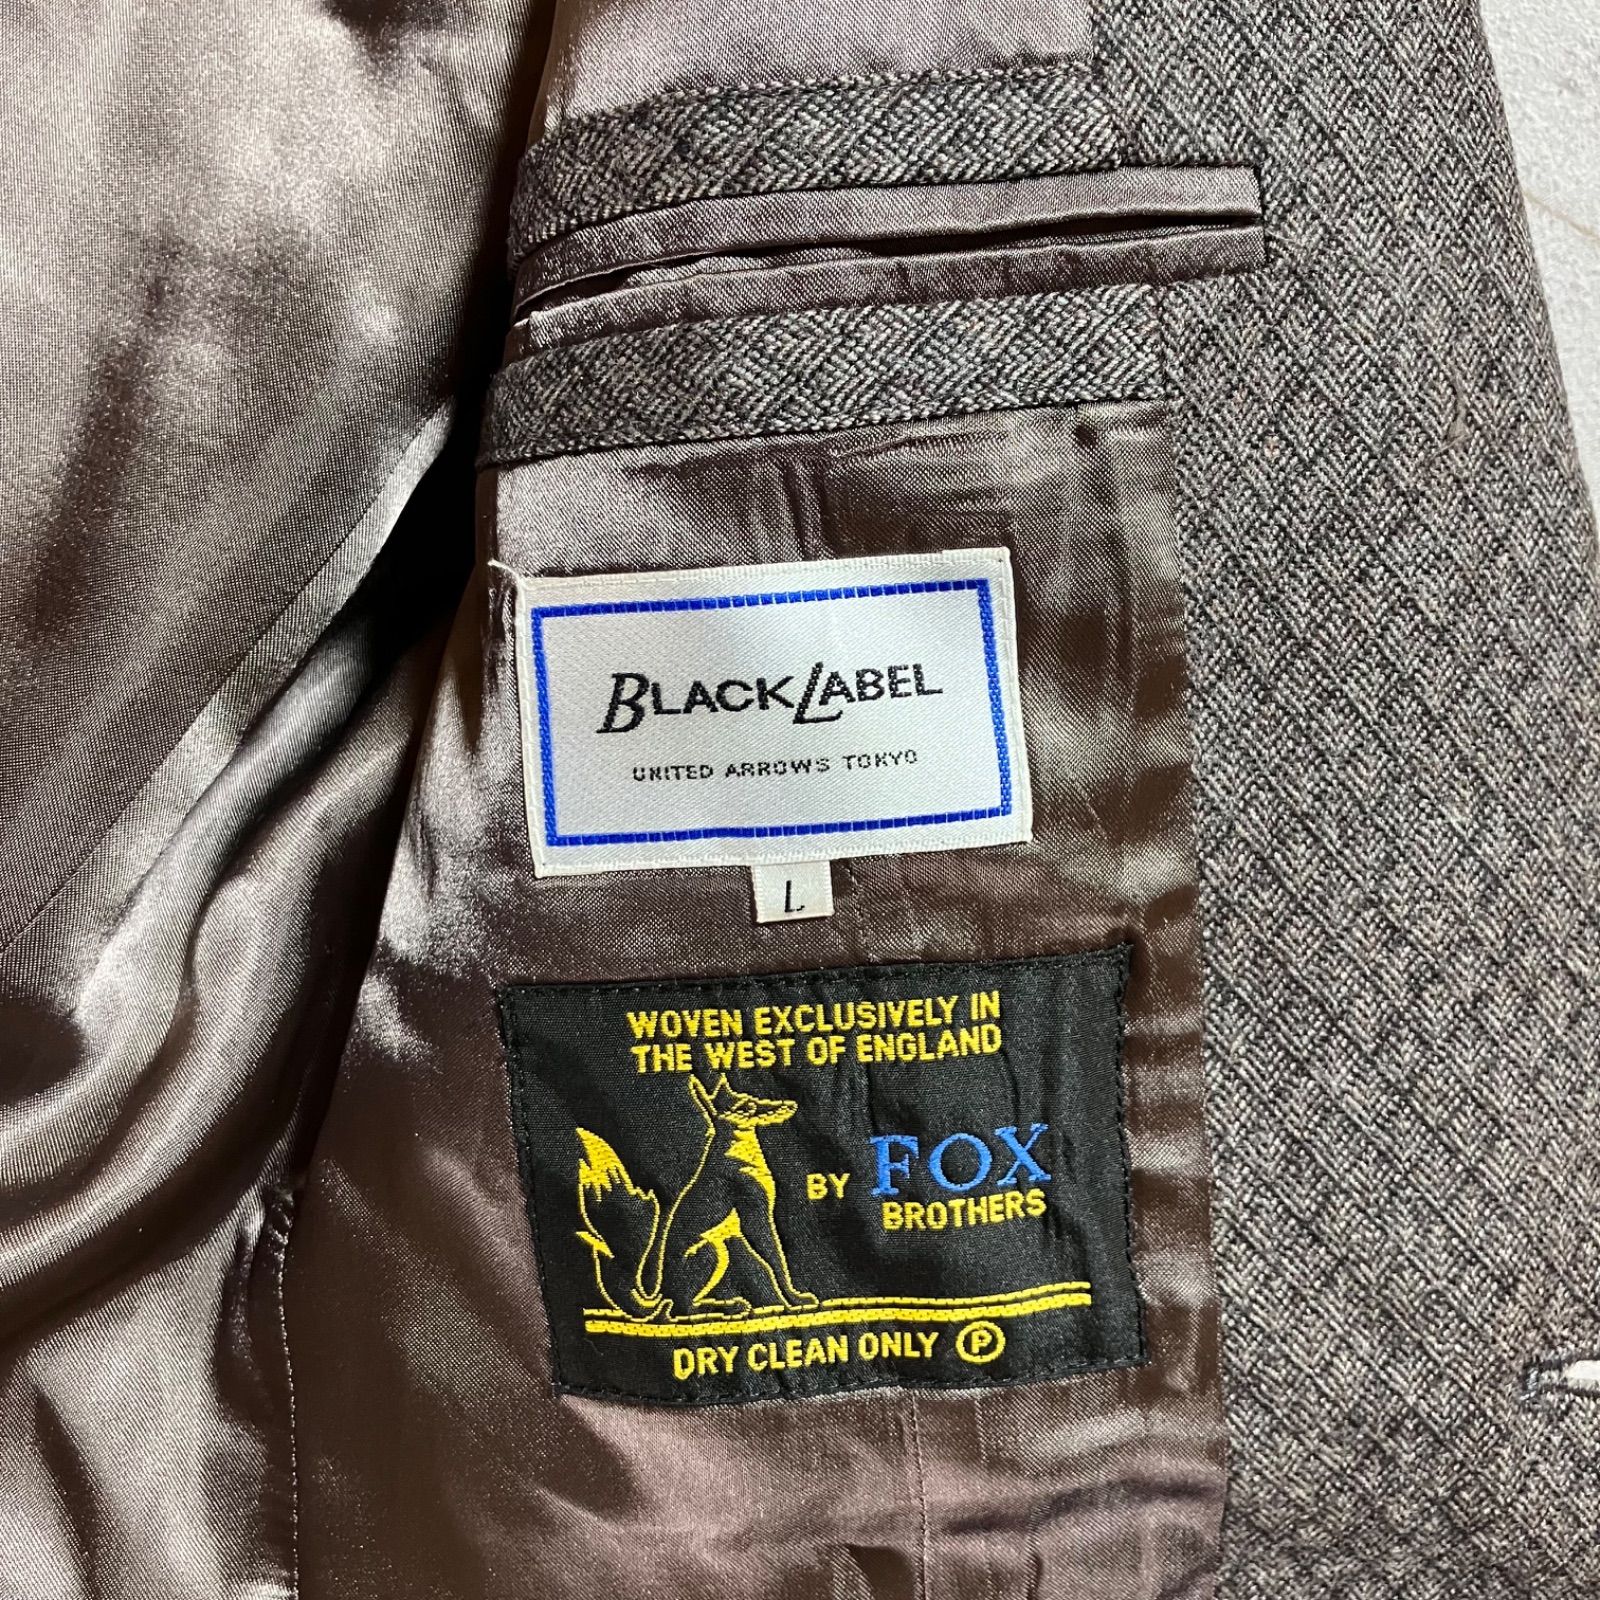 BLACK LABEL
UNITED ARROWS TOKYO
L
WOVEN EXCLUSIVELY IN
THE WEST OF ENGLAND
BY FOX
BROTHERS
DRY CLEAN ONLY Ⓟ